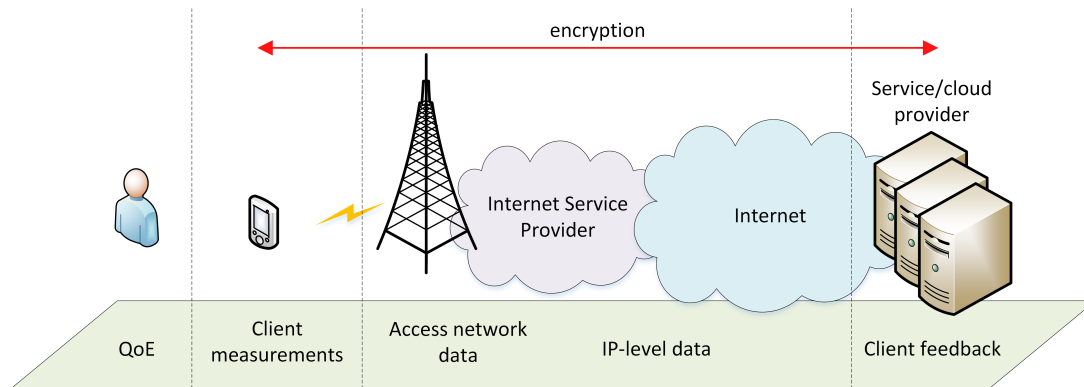 encryption
Service/cloud
provider
Internet Service
Provider
Internet
QoE
Client
measurements
Access network
data
IP-level data
Client feedback